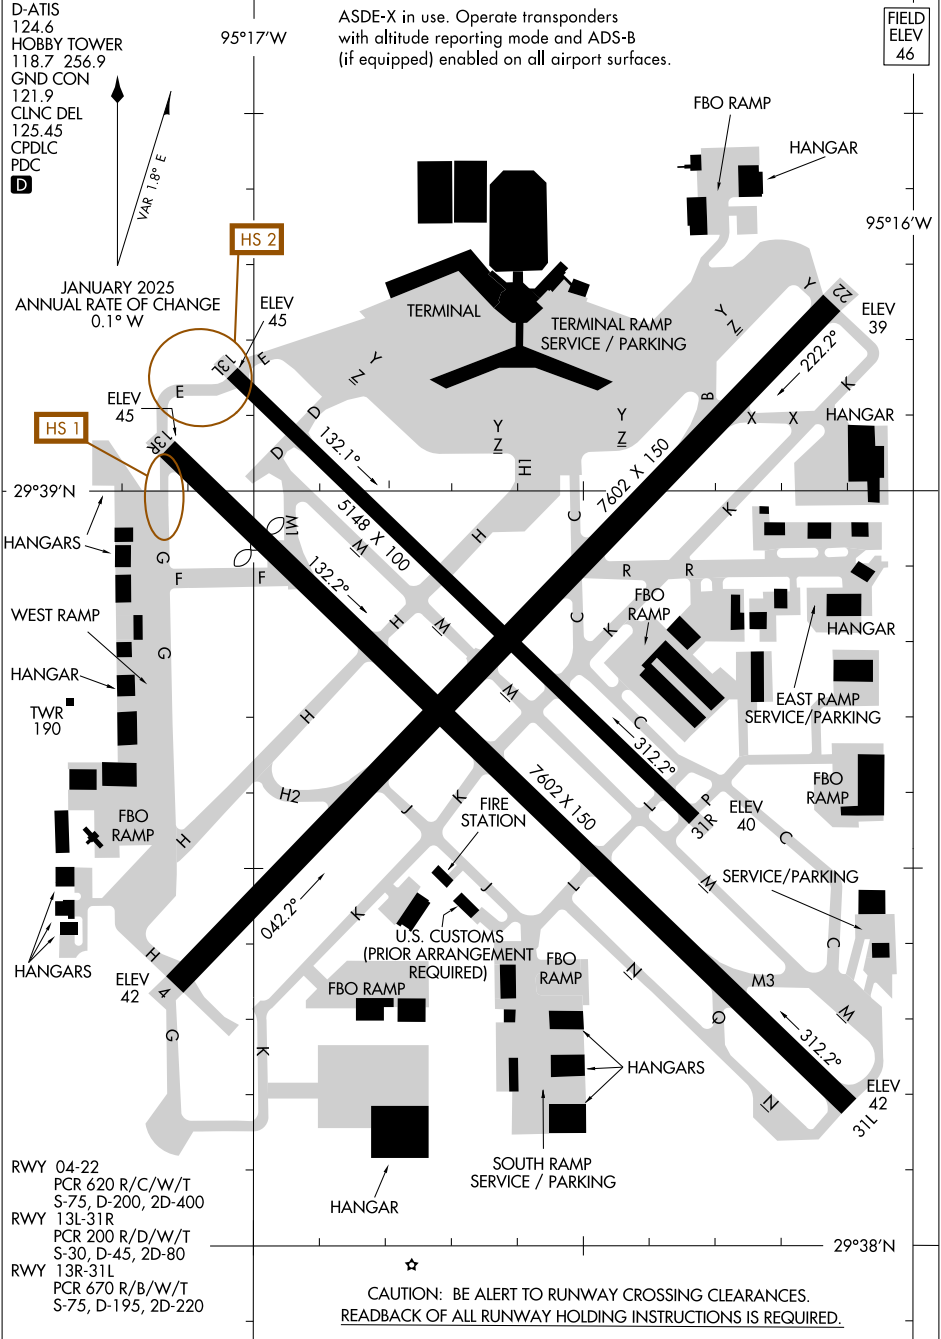 D-ATIS
124.6
HOBBY TOWER
118.7 256.9
GND CON
121.9
CLNC DEL
125.45
CPDLC
PDC
D
ASDE-X in use. Operate transponders
with altitude reporting mode and ADS-B
(if equipped) enabled on all airport surfaces.
FIELD
ELEV
46
95°17'W
95°16'W
VAR 1.8° E
JANUARY 2025
ANNUAL RATE OF CHANGE
0.1° W
FBO RAMP
HANGAR
HS 2
ELEV
45
TERMINAL
TERMINAL RAMP
SERVICE / PARKING
Y
22
ELEV
39
222.2°
Y
Z
Y
Z
13L
E
E
K
ELEV
45
HS 1
13R
D
D
B
X
X
HANGAR
132.1°
Y
Z
Y
Z
H1
7602 X 150
29°39'N
HANGARS
5148 X 100
M1
M
H
C
K
G
F
F
132.2°
R
R
FBO
RAMP
WEST RAMP
H
M
C
K
HANGAR
G
HANGAR
M
EAST RAMP
SERVICE/PARKING
TWR
190
H
C
312.2°
H2
J
K
7602 X 150
FIRE
STATION
L
P
31R
ELEV
40
FBO
RAMP
FBO
RAMP
H
C
SERVICE/PARKING
J
L
M
042.2°
K
U.S. CUSTOMS
(PRIOR ARRANGEMENT
REQUIRED)
H
HANGARS
ELEV
42
4
FBO RAMP
FBO
RAMP
N
C
M3
M
G
K
Q
312.2°
HANGARS
ELEV
42
31L
N
SOUTH RAMP
SERVICE / PARKING
HANGAR
RWY 04-22
PCR 620 R/C/W/T
S-75, D-200, 2D-400
RWY 13L-31R
PCR 200 R/D/W/T
S-30, D-45, 2D-80
RWY 13R-31L
PCR 670 R/B/W/T
S-75, D-195, 2D-220
29°38'N
CAUTION: BE ALERT TO RUNWAY CROSSING CLEARANCES.
READBACK OF ALL RUNWAY HOLDING INSTRUCTIONS IS REQUIRED.